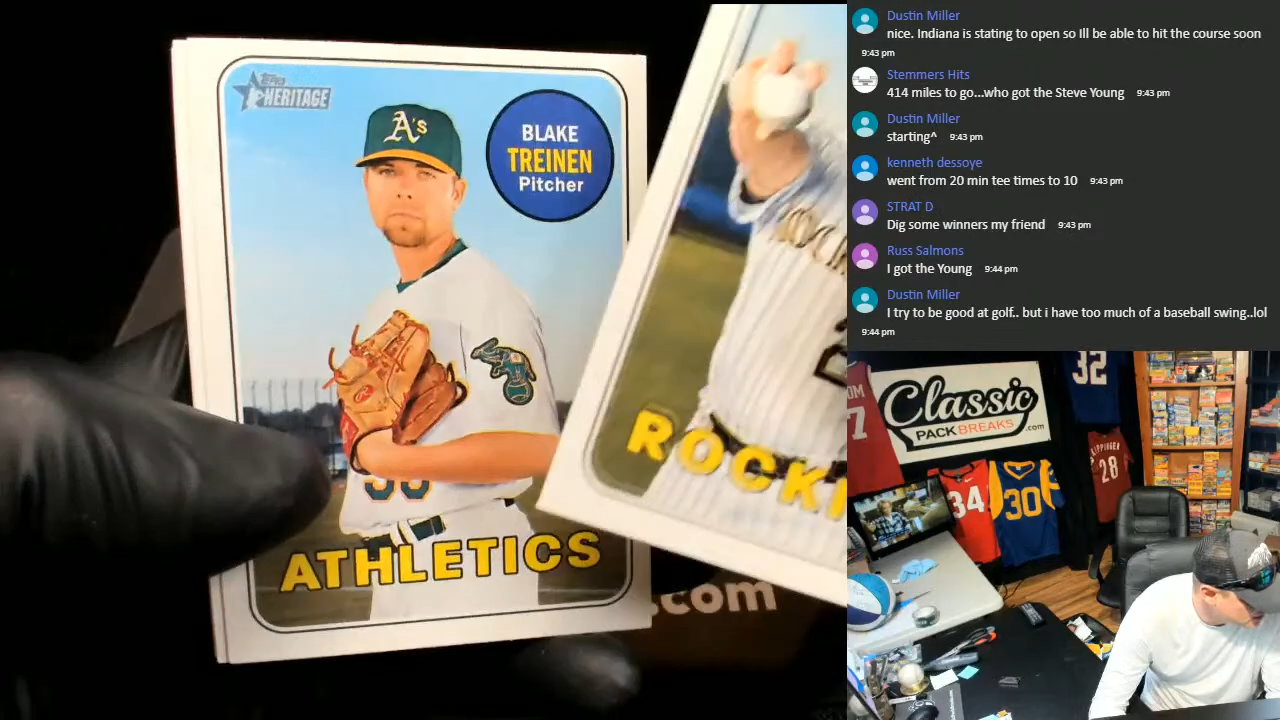 Topps
HERITAGE
BLAKE
TREINEN
Pitcher
A's
ATHLETICS
ROCK
.com
Dustin Miller
nice. Indiana is stating to open so Ill be able to hit the course soon
9:43 pm
Stemmers Hits
414 miles to go...who got the Steve Young 9:43 pm
Dustin Miller
starting^ 9:43 pm
kenneth dessoye
went from 20 min tee times to 10 9:43 pm
STRAT D
Dig some winners my friend 9:43 pm
Russ Salmons
I got the Young 9:44 pm
Dustin Miller
I try to be good at golf.. but i have too much of a baseball swing..lol
9:44 pm
Classic
PACK BREAKS .com
32
7
34
30
28